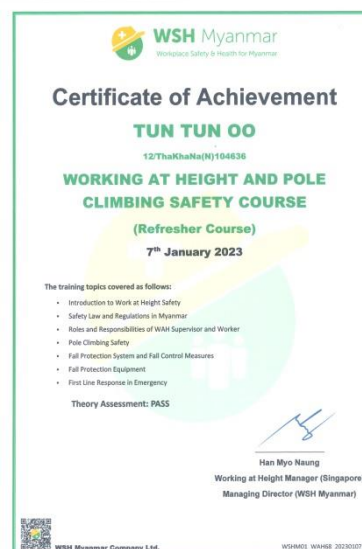 WSH Myanmar
Workplace Safety & Health for Myanmar
Certificate of Achievement
TUN TUN OO
12/ThaKhaNa(N)104636
WORKING AT HEIGHT AND POLE
CLIMBING SAFETY COURSE
(Refresher Course)
7th January 2023
The training topics covered as follows:
• Introduction to Work at Height Safety
• Safety Law and Regulations in Myanmar
• Roles and Responsibilities of WAH Supervisor and Worker
• Pole Climbing Safety
• Fall Protection System and Fall Control Measures
• Fall Protection Equipment
• First Line Response in Emergency
Theory Assessment: PASS
Han Myo Naung
Working at Height Manager (Singapore
Managing Director (WSH Myanmar)
WSH Myanmar Company Ltd.
WSHM01_WAH68_20230107